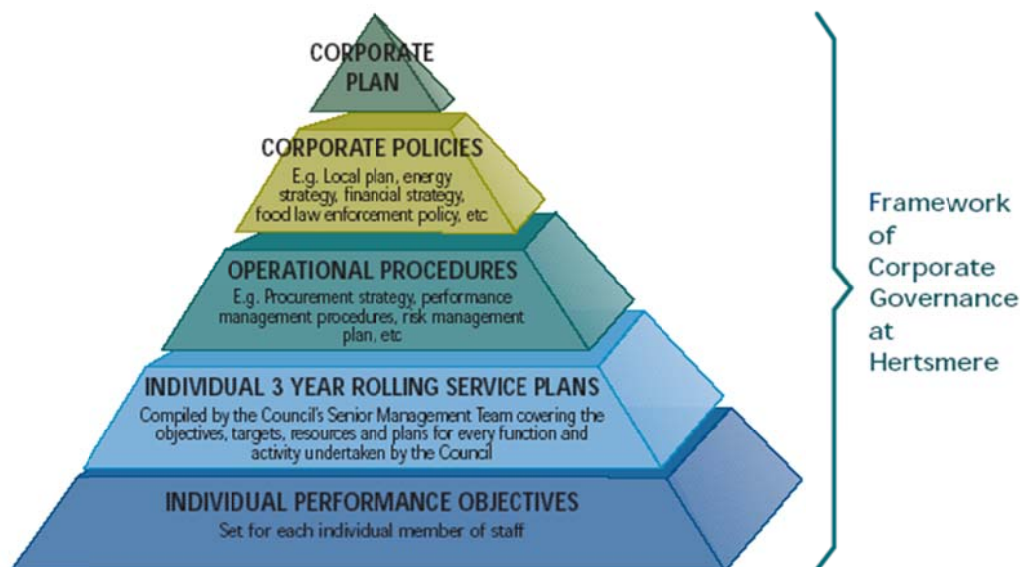 CORPORATE
PLAN
CORPORATE POLICIES
E.g. Local plan, energy
strategy, financial strategy,
food law enforcement policy, etc
OPERATIONAL PROCEDURES
E.g. Procurement strategy, performance
management procedures, risk management
plan, etc
INDIVIDUAL 3 YEAR ROLLING SERVICE PLANS
Compiled by the Council's Senior Management Team covering the
objectives, targets, resources and plans for every function and
activity undertaken by the Council
INDIVIDUAL PERFORMANCE OBJECTIVES
Set for each individual member of staff
Framework
of
Corporate
Governance
at
Hertsmere